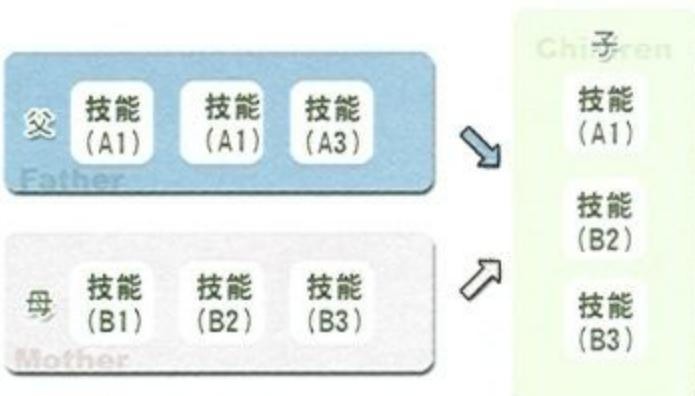 父
Father
技能
(A1)
技能
(A1)
技能
(A3)
母
Mother
技能
(B1)
技能
(B2)
技能
(B3)
子
Children
技能
(A1)
技能
(B2)
技能
(B3)